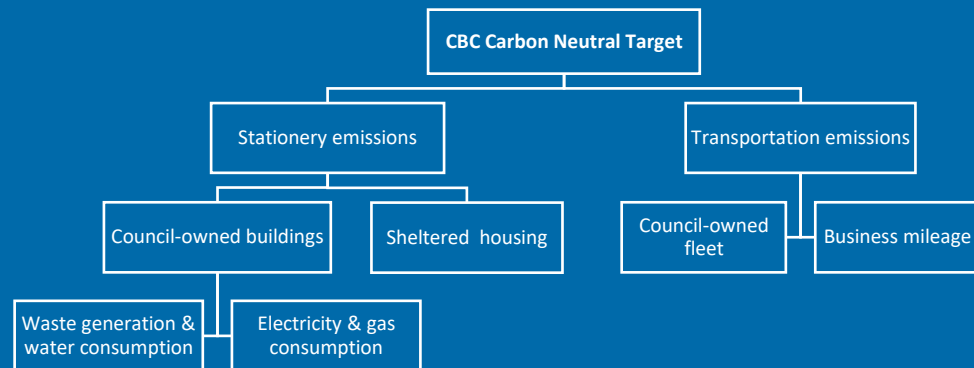 CBC Carbon Neutral Target
Stationery emissions
Transportation emissions
Council-owned buildings
Sheltered housing
Council-owned
fleet
Business mileage
Waste generation &
water consumption
Electricity & gas
consumption